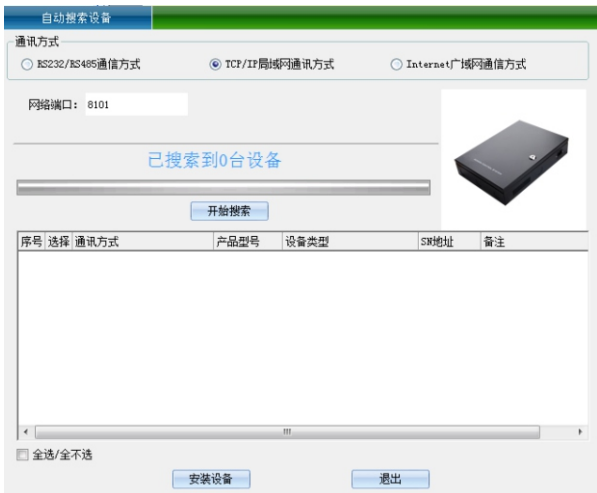 自动搜索设备
通讯方式
RS232/RS485通信方式 TCP/IP局域网通讯方式 Internet广域网通信方式
网络端口： 8101
已搜索到0台设备
开始搜索
序号 选择 通讯方式 产品型号 设备类型 SN地址 备注
全选/全不选
安装设备 退出